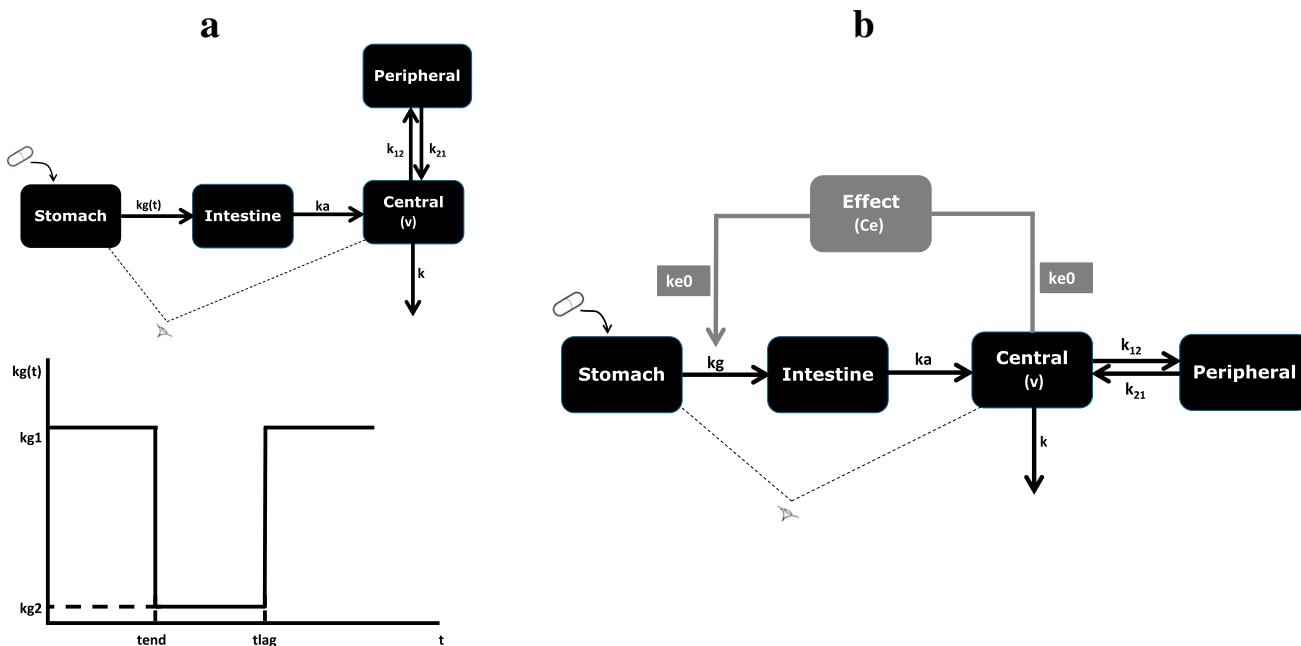 a
Peripheral
k12
k21
Stomach
kg(t)
Intestine
ka
Central
(v)
k
kg(t)
kg1
kg2
tend
tlag
t
b
Effect
(Ce)
ke0
ke0
Stomach
kg
Intestine
ka
Central
(v)
k12
k21
Peripheral
k